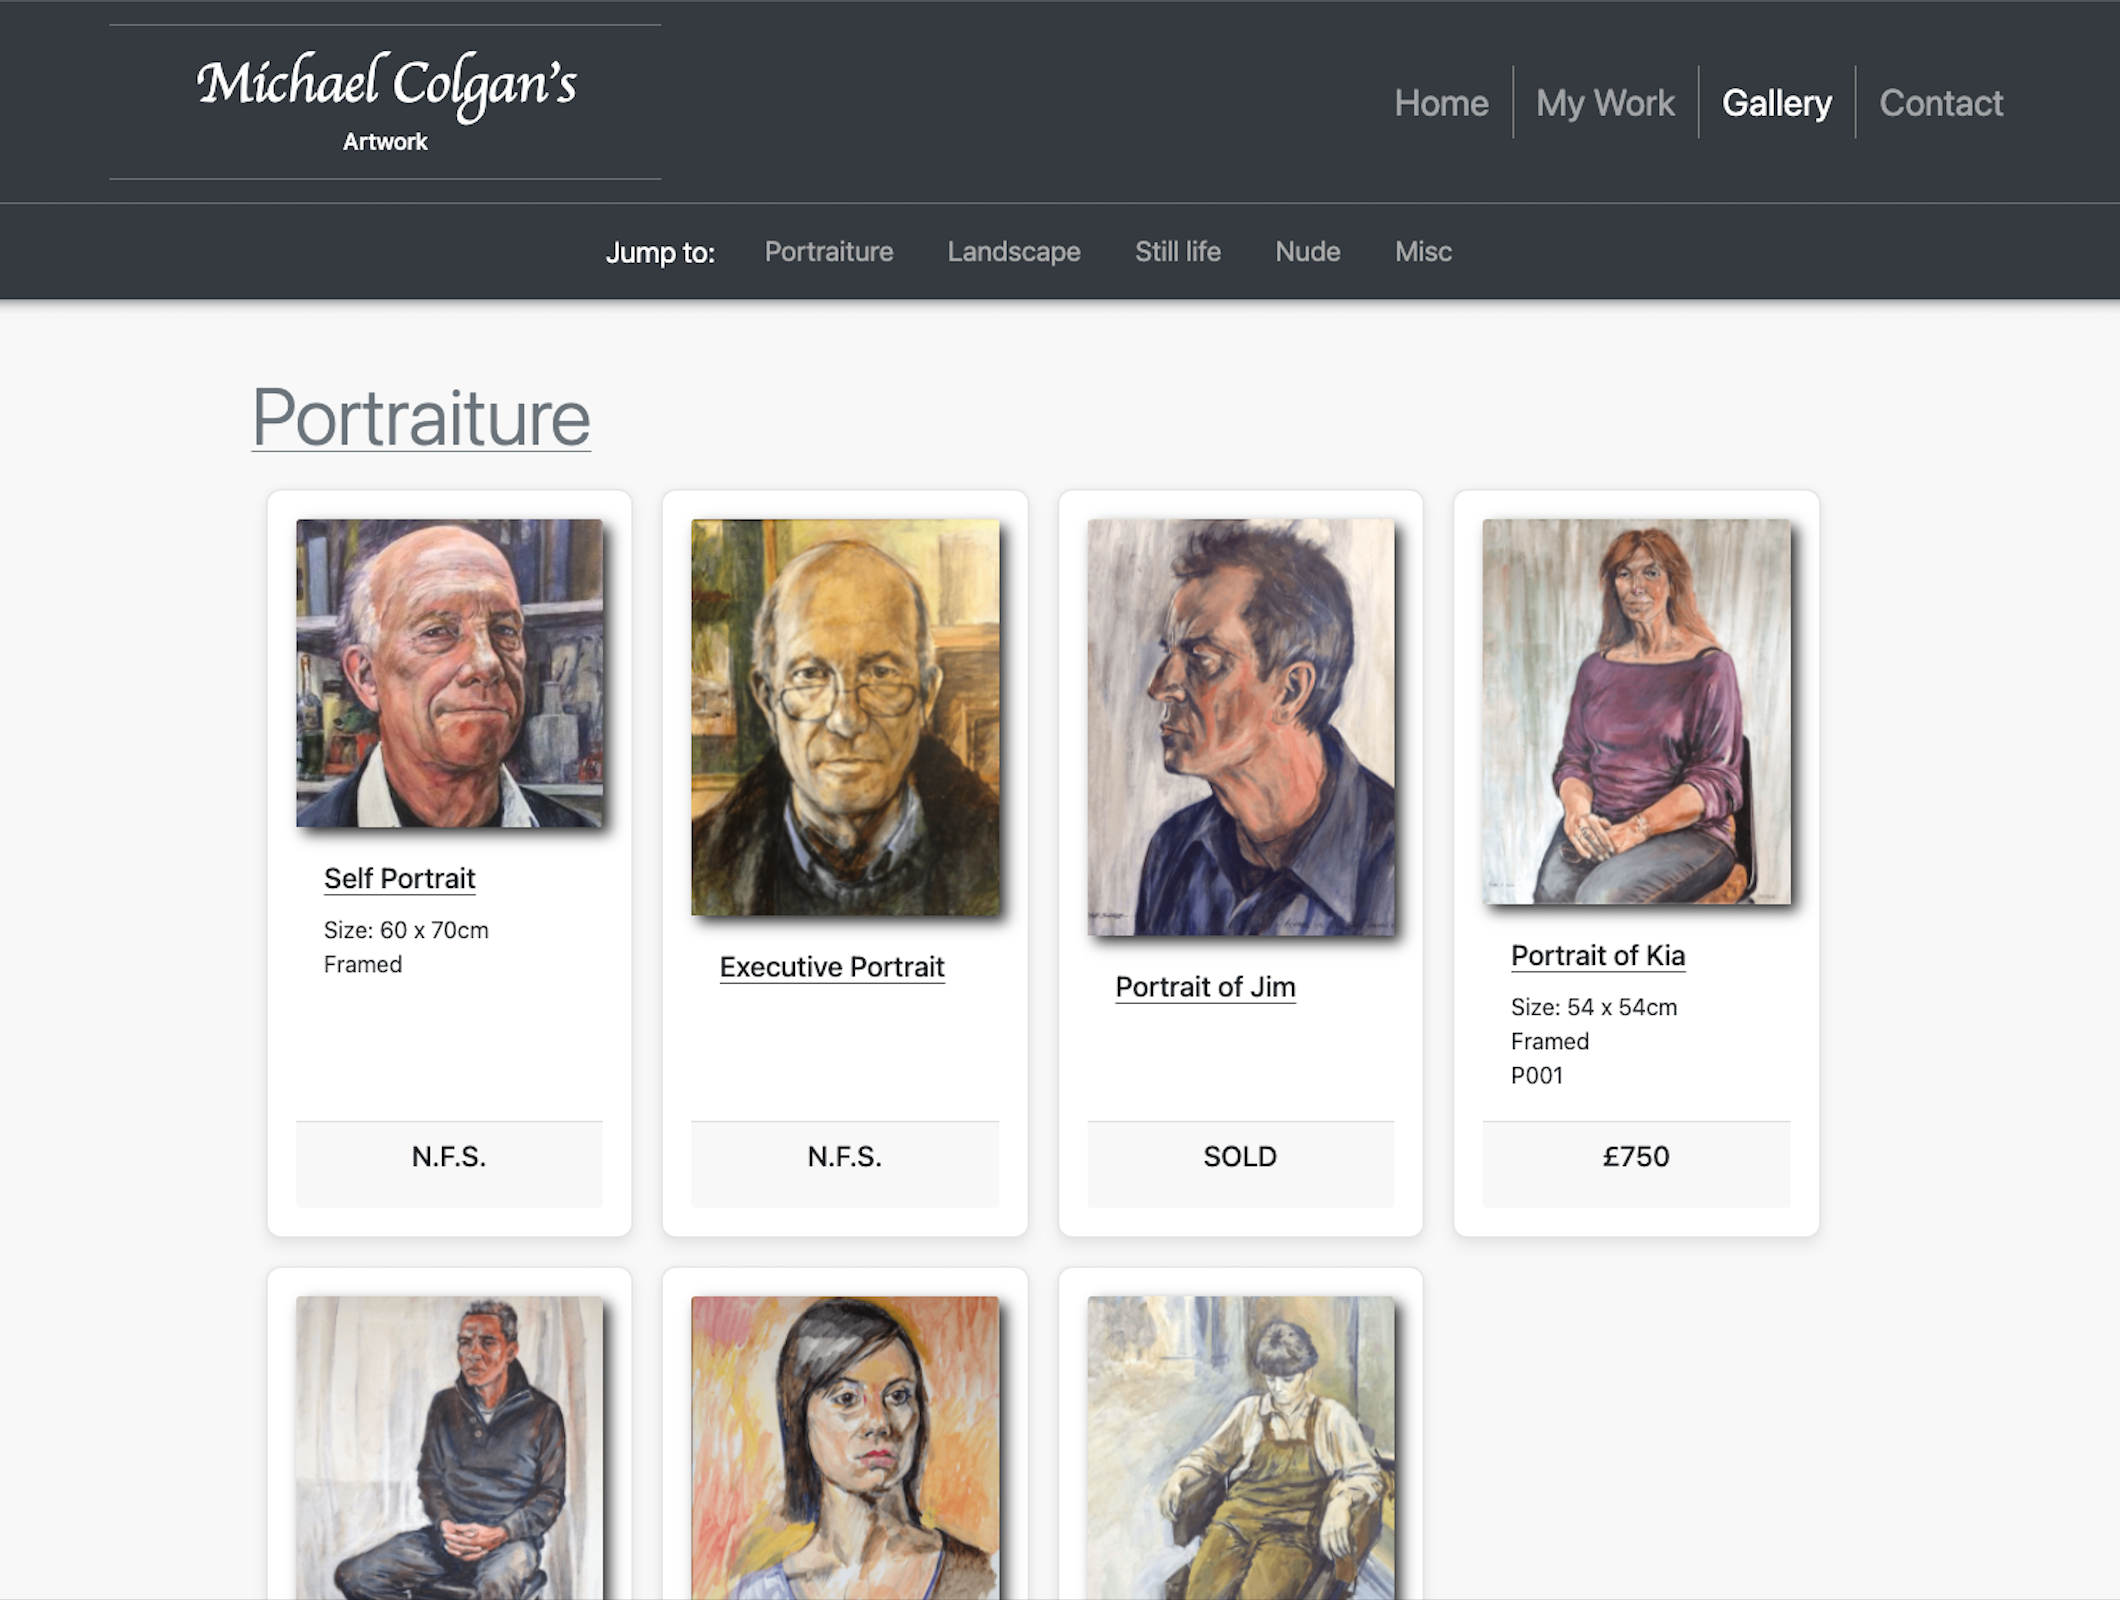 Michael Colgan's
Artwork
Home
My Work
Gallery
Contact
Jump to:
Portraiture
Landscape
Still life
Nude
Misc
Portraiture
Self Portrait
Size: 60 x 70cm
Framed
N.F.S.
Executive Portrait
N.F.S.
Portrait of Jim
SOLD
Portrait of Kia
Size: 54 x 54cm
Framed
P001
£750